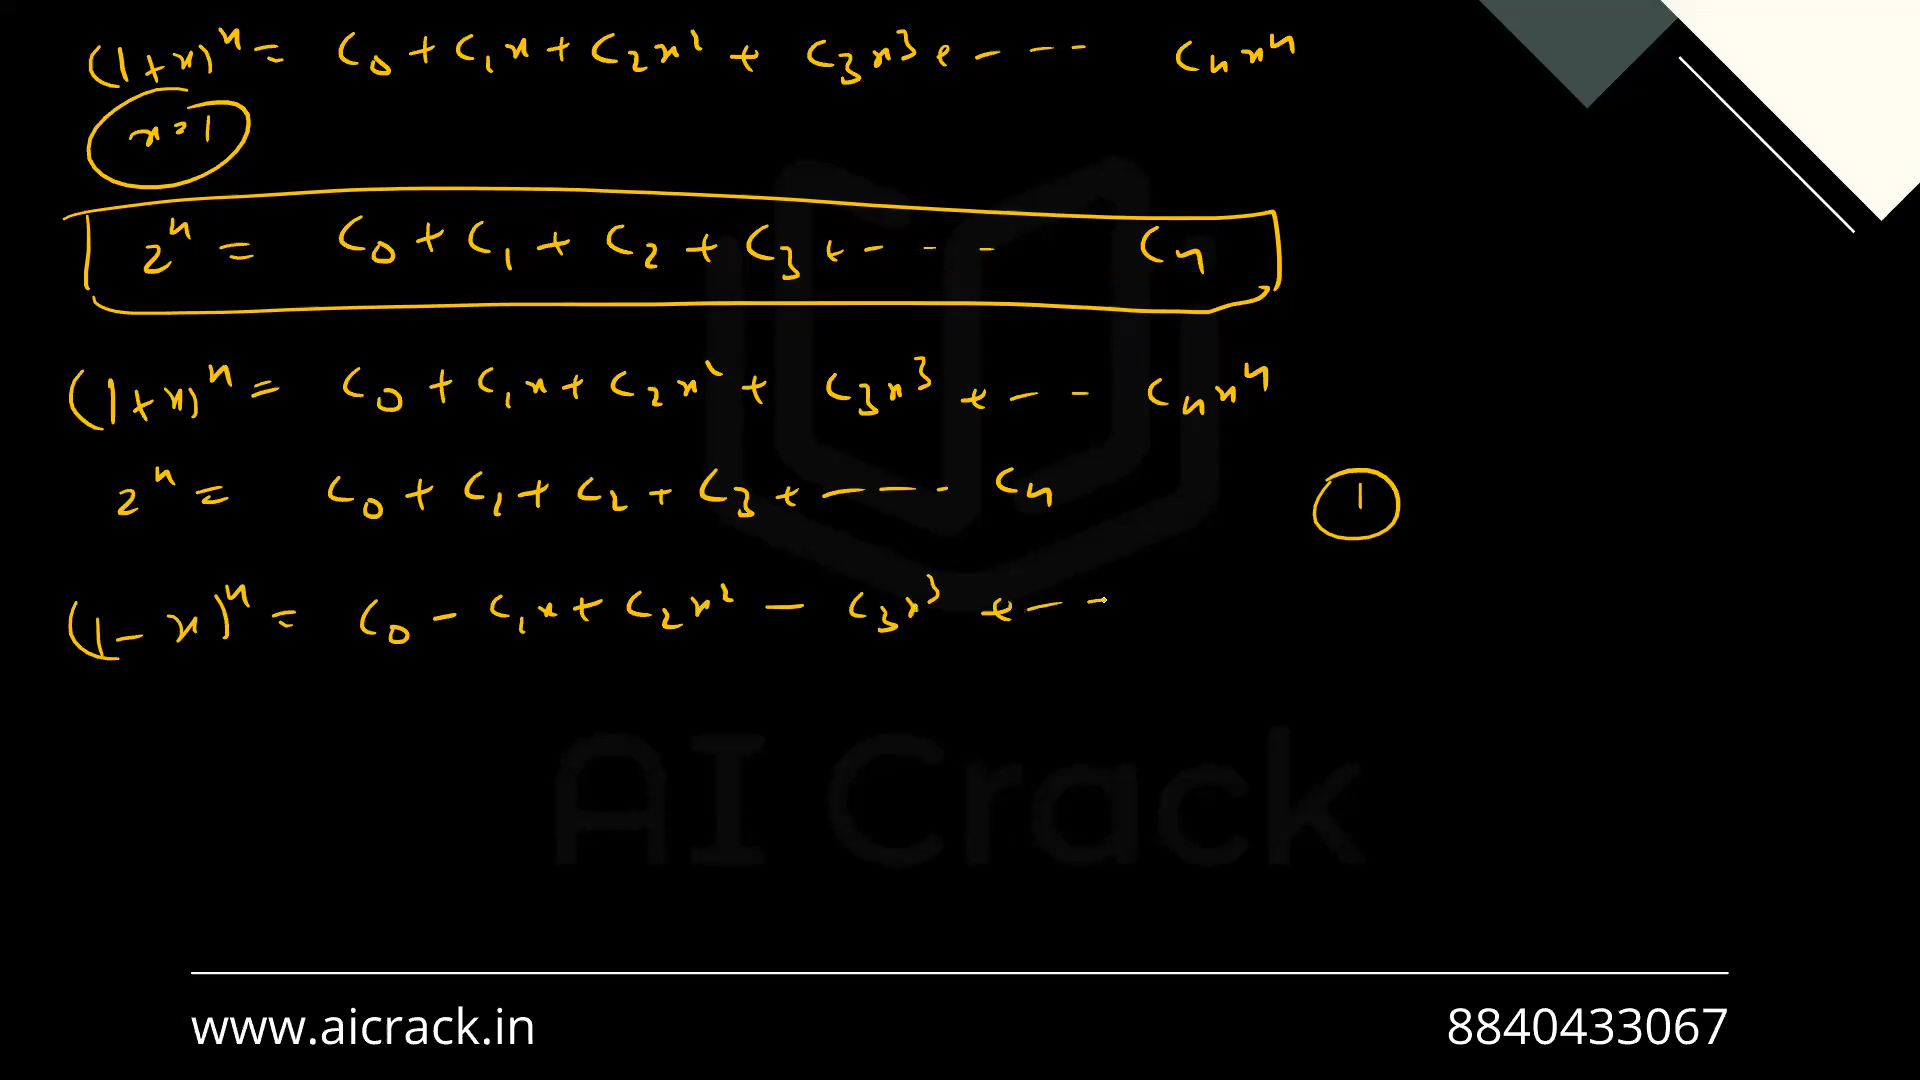 (1+x)ⁿ = C₀ + C₁x + C₂x² + C₃x³ + - - - Cₙxⁿ
x=1
2ⁿ = C₀ + C₁ + C₂ + C₃ + - - - Cₙ
(1+x)ⁿ = C₀ + C₁x + C₂x² + C₃x³ + - - Cₙxⁿ
2ⁿ = C₀ + C₁ + C₂ + C₃ + - - - - Cₙ 1
(1-x)ⁿ = C₀ - C₁x + C₂x² - C₃x³ + - -
AI Crack
www.aicrack.in
8840433067